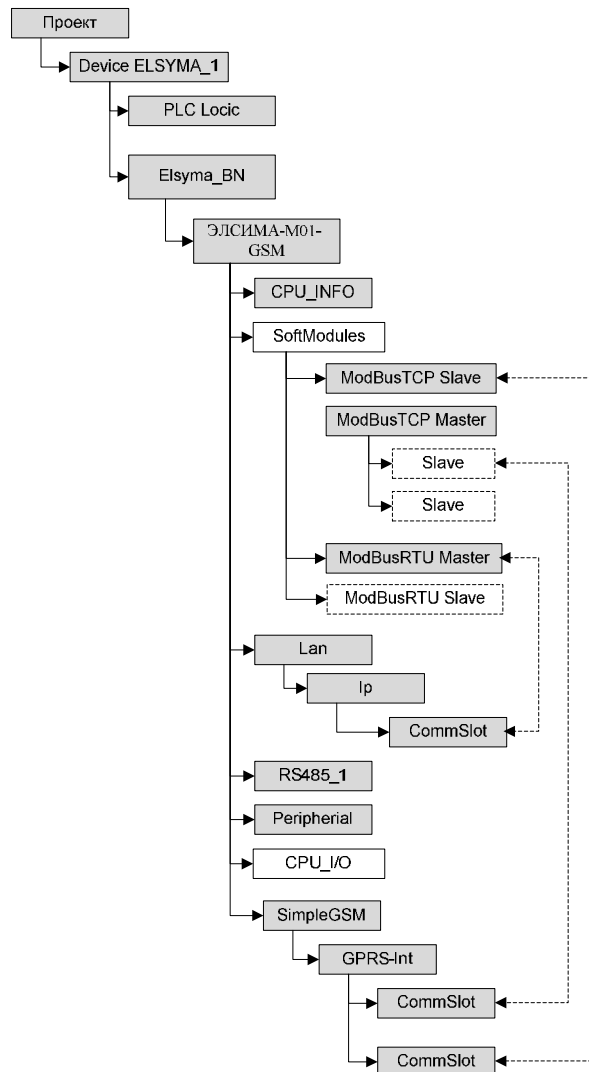 Проект
Device ELSYMA_1
PLC Locic
Elsyma_BN
ЭЛСИМА-М01-
GSM
CPU_INFO
SoftModules
ModBusTCP Slave
ModBusTCP Master
Slave
Slave
ModBusRTU Master
ModBusRTU Slave
Lan
Ip
CommSlot
RS485_1
Peripherial
CPU_I/O
SimpleGSM
GPRS-Int
CommSlot
CommSlot